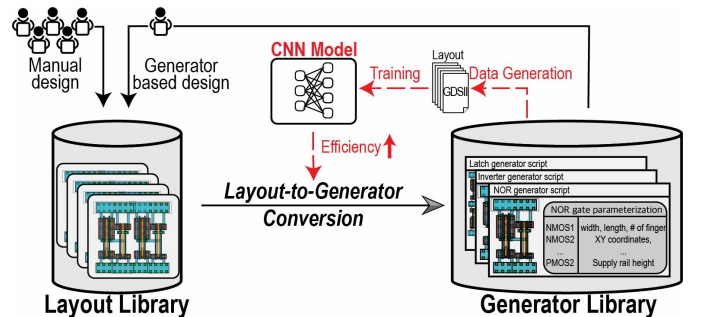 Manual
design
Generator
based design
CNN Model
Training
Layout
GDSII
Data Generation
Efficiency
Layout-to-Generator
Conversion
Latch generator script
Inverter generator script
NOR generator script
NOR gate parameterization
NMOS1 width, length, # of finger
NMOS2 XY coordinates,
... ...
PMOS2 Supply rail height
Layout Library
Generator Library